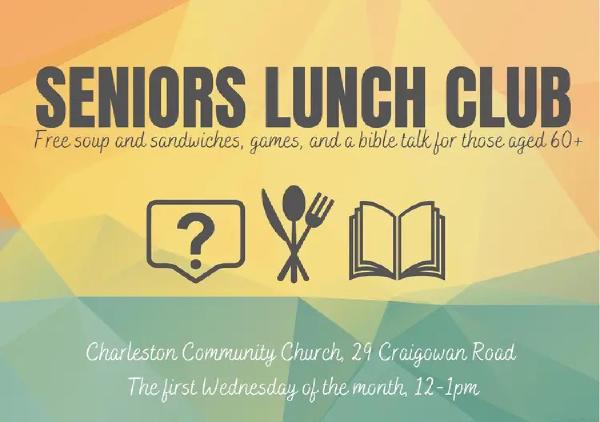 SENIORS LUNCH CLUB
Free soup and sandwiches, games, and a bible talk for those aged 60+
?
Charleston Community Church, 29 Craigowan Road
The first Wednesday of the month, 12-1pm